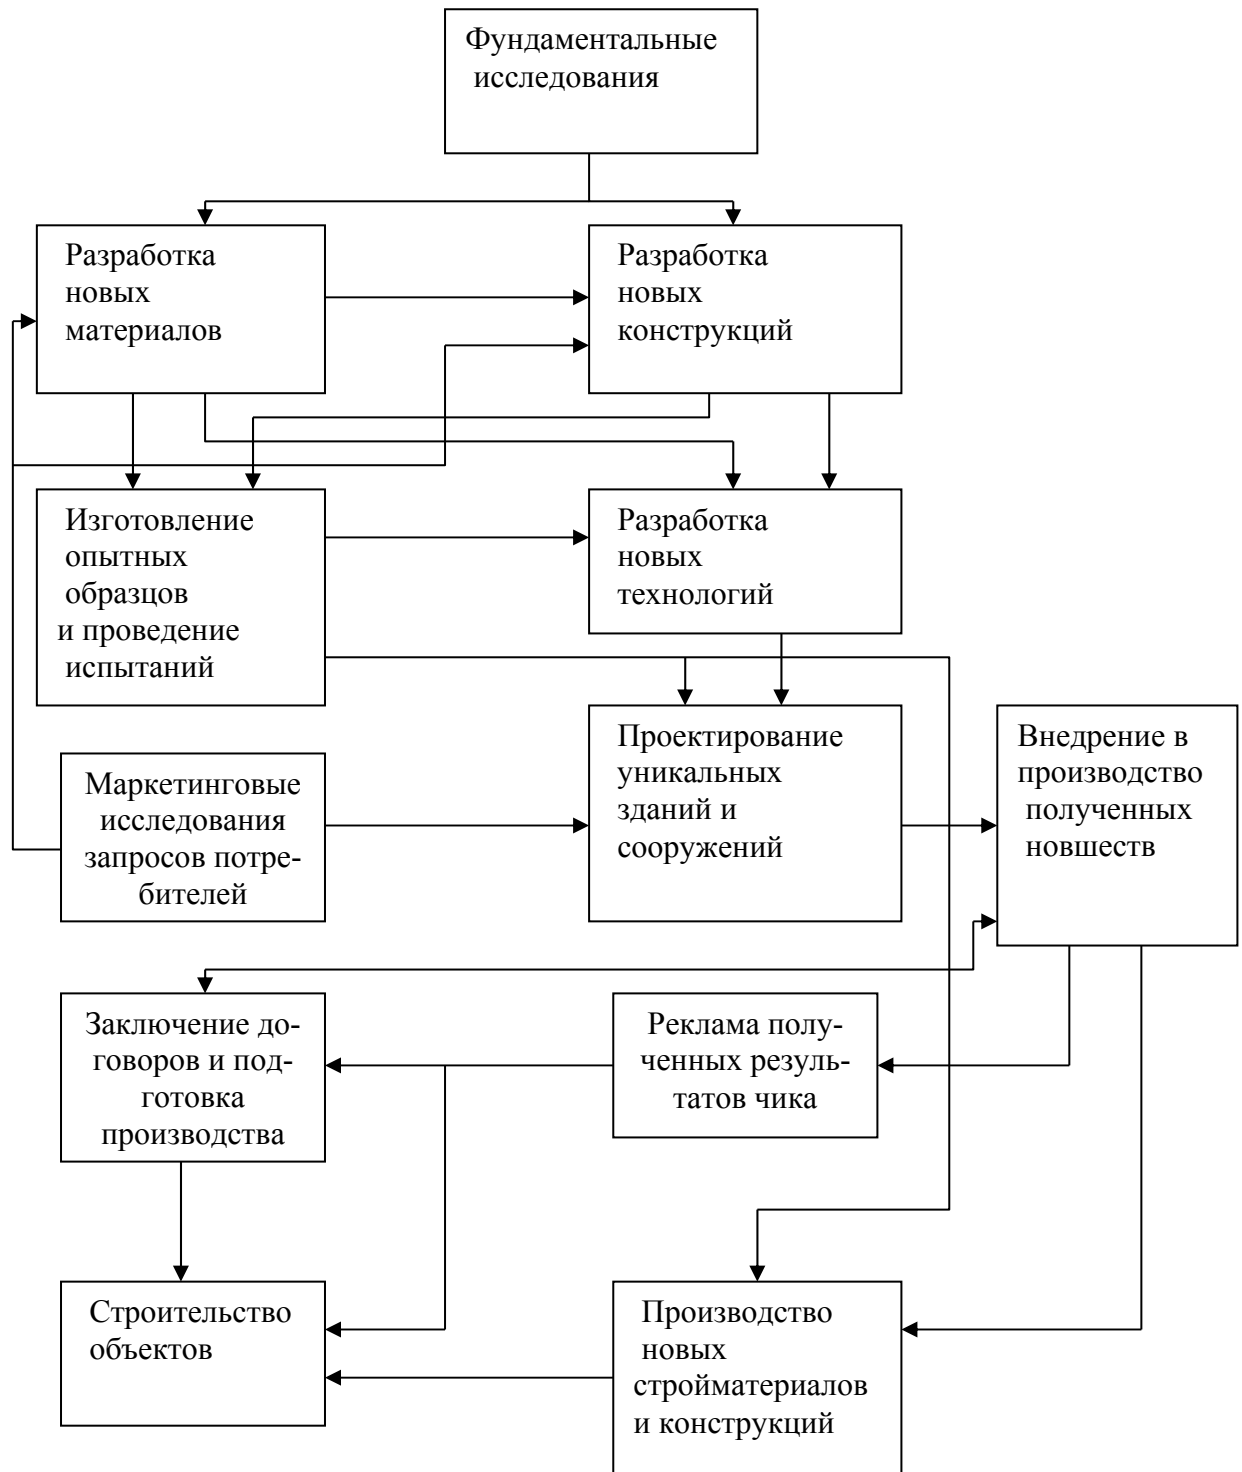 Фундаментальные
исследования
Разработка
новых
материалов
Разработка
новых
конструкций
Изготовление
опытных
образцов
и проведение
испытаний
Разработка
новых
технологий
Маркетинговые
исследования
запросов потре-
бителей
Проектирование
уникальных
зданий и
сооружений
Внедрение в
производство
полученных
новшеств
Заключение до-
говоров и под-
готовка
производства
Реклама полу-
ченных резуль-
татов чика
Строительство
объектов
Производство
новых
стройматериалов
и конструкций